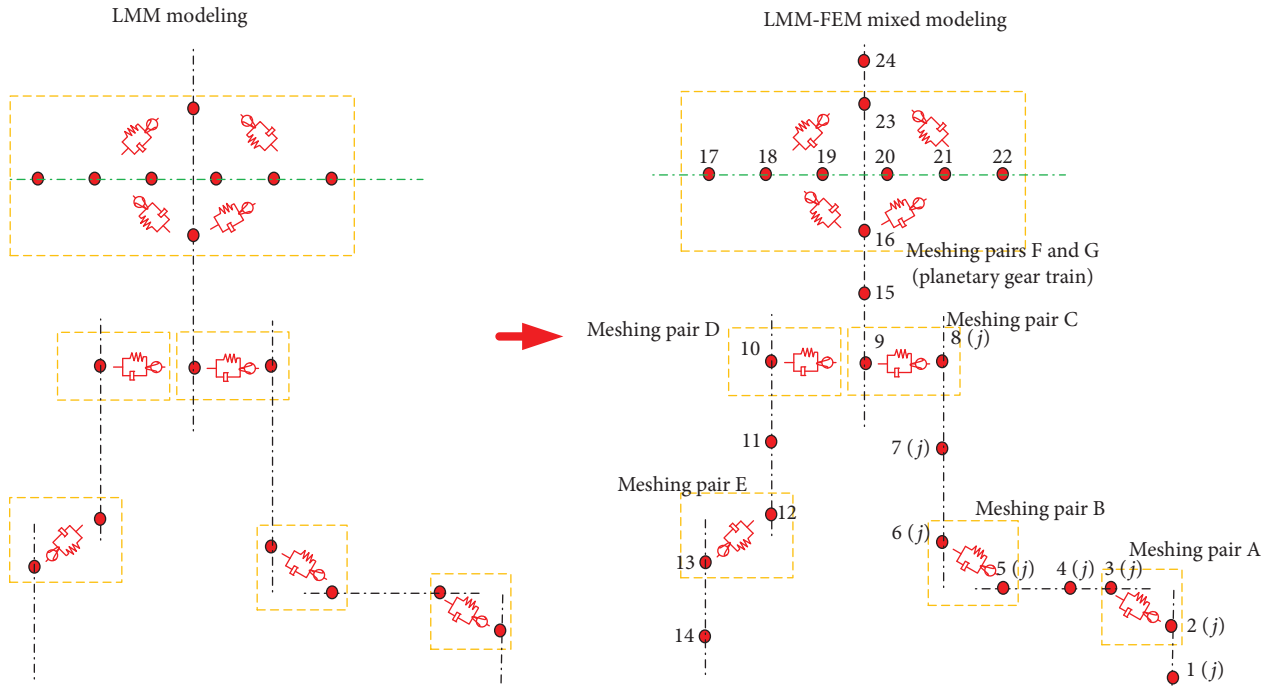 LMM modeling
LMM-FEM mixed modeling
24
23
17 18 19 20 21 22
16
Meshing pairs F and G
(planetary gear train)
15
Meshing pair D
Meshing pair C
10 9 8 (j)
11
7 (j)
Meshing pair E
12
Meshing pair B
6 (j)
Meshing pair A
13
5 (j) 4 (j) 3 (j)
14
2 (j)
1 (j)